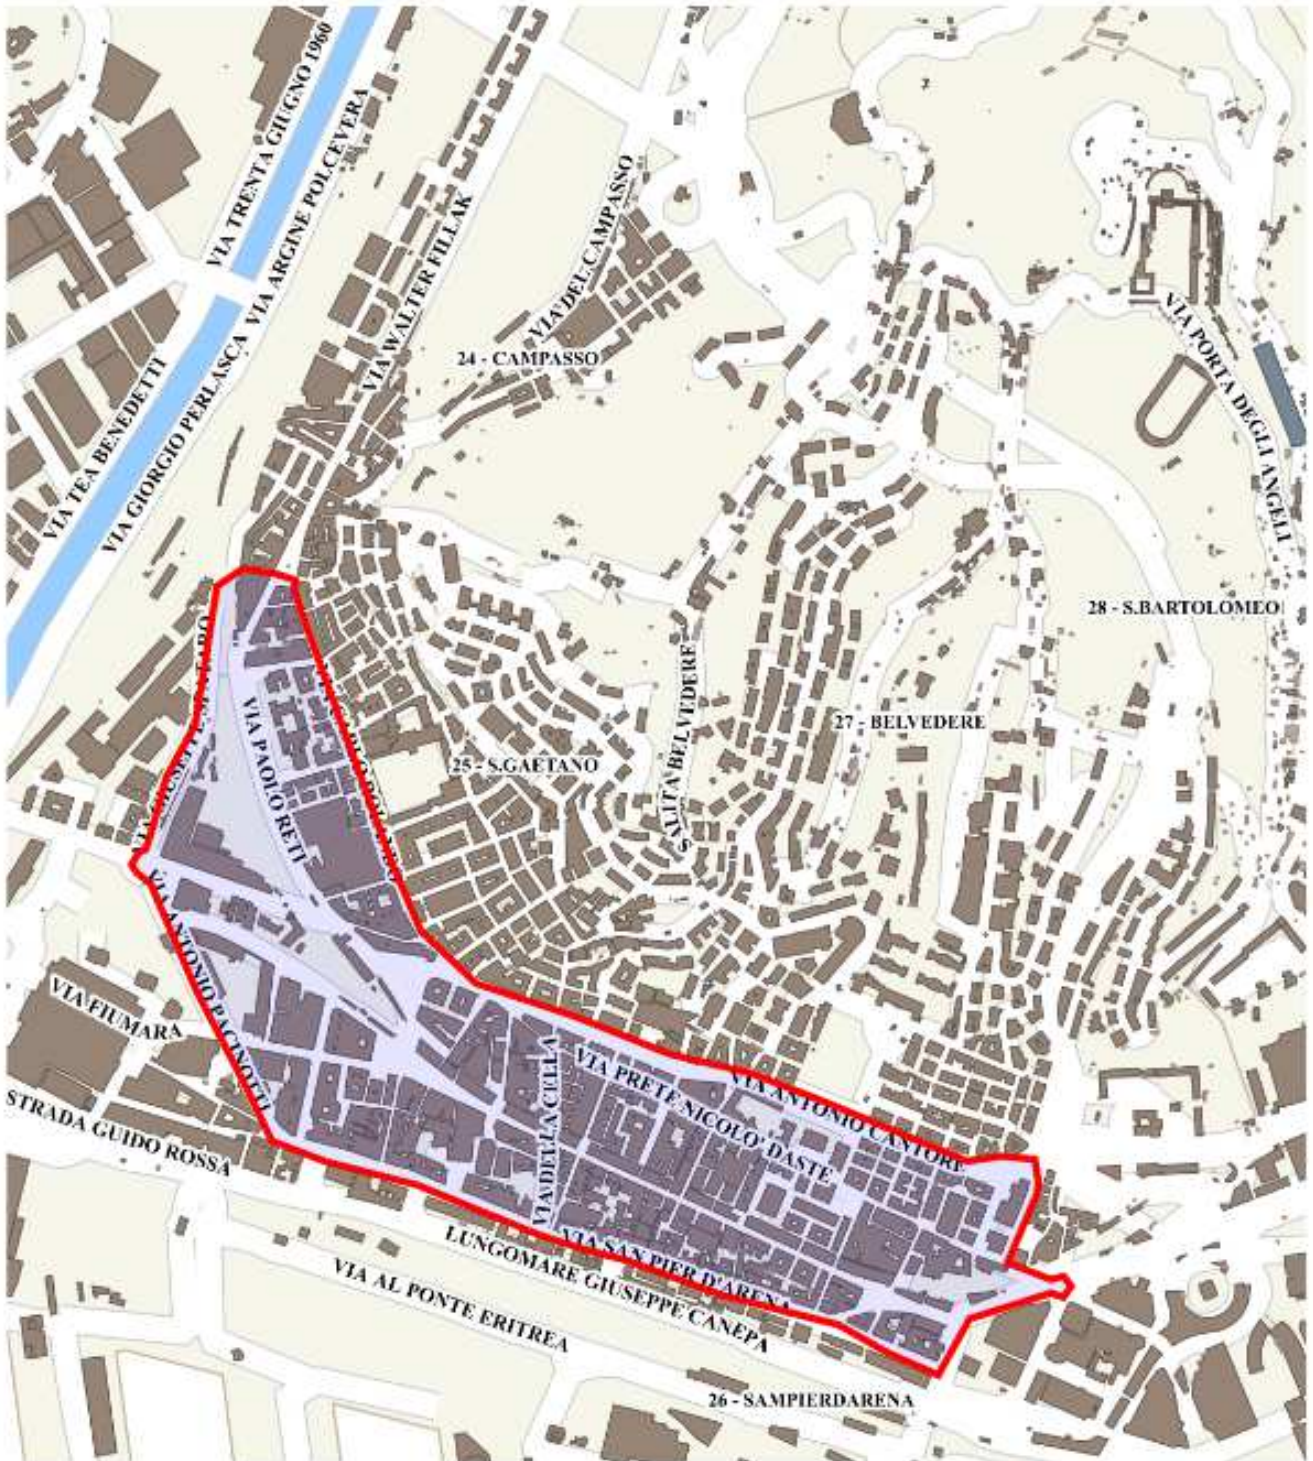 VIA TRENTA GIUGNO 1960
VIA ARGINE POLCEVERA
VIA WALTER FILLAK
VIA DEL CAMPASSO
24 - CAMPASSO
VIA PORTA DEGLI ANGELI
VIA TEA BENEDETTI
VIA GIORGIO PERLASCA
28 - S.BARTOLOMEO
SALITA BELVEDERE
27 - BELVEDERE
VIA PAOLO RETI
25 - S.GAETANO
VIA ANTONIO PACINOTTI
VIA FIUMARA
STRADA GUIDO ROSSA
VIA DELLA CELLA
VIA PRETE NICOLO' DASTE
VIA ANTONIO CANTORE
VIA SAN PIER D'ARENA
LUNGOMARE GIUSEPPE CANEPA
VIA AL PONTE ERITREA
26 - SAMPIERDARENA